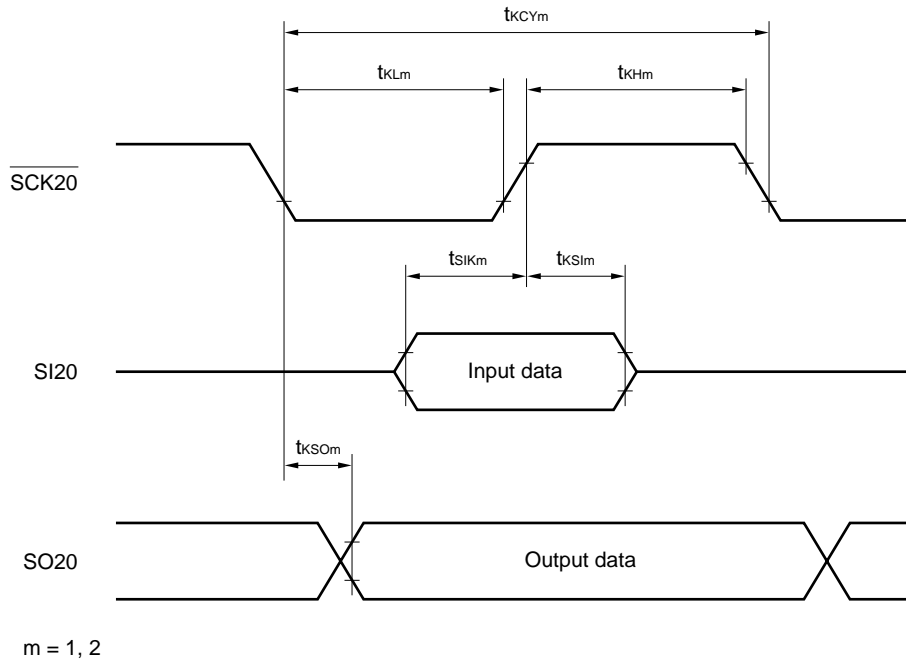 tKCYm
tKLm
tKHm
SCK20
tSIKm
tKSIm
SI20
Input data
tKSOm
SO20
Output data
m = 1, 2